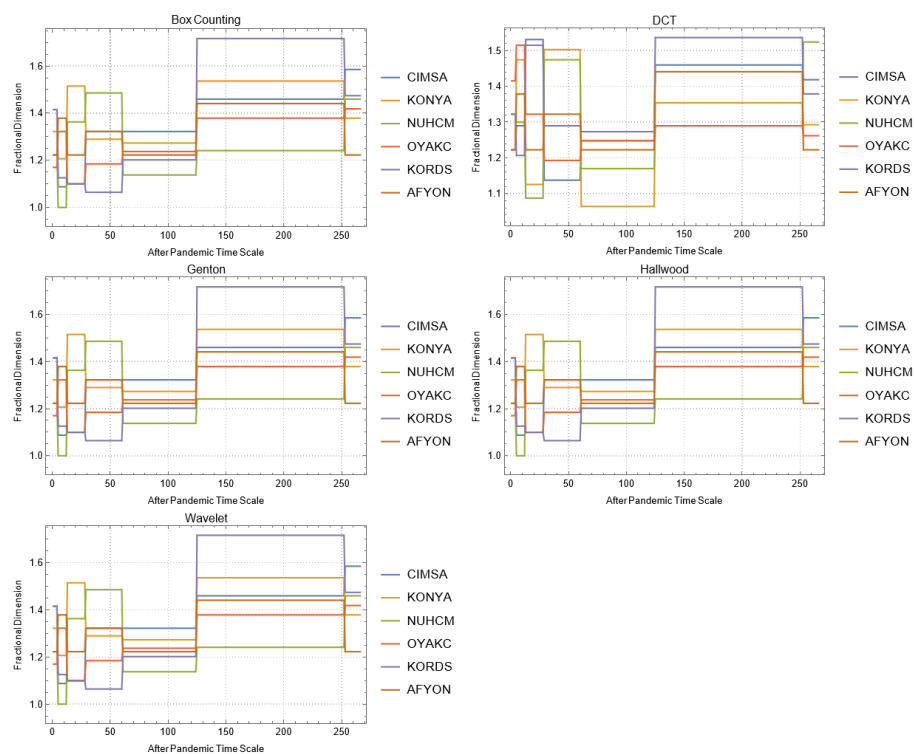 Box Counting
Fractional Dimension
1.6
1.4
1.2
1.0
0
50
100
150
200
250
After Pandemic Time Scale
CIMSA
KONYA
NUHCM
OYAKC
KORDS
AFYON
DCT
Fractional Dimension
1.5
1.4
1.3
1.2
1.1
0
50
100
150
200
250
After Pandemic Time Scale
CIMSA
KONYA
NUHCM
OYAKC
KORDS
AFYON
Genton
Fractional Dimension
1.6
1.4
1.2
1.0
0
50
100
150
200
250
After Pandemic Time Scale
CIMSA
KONYA
NUHCM
OYAKC
KORDS
AFYON
Hallwood
Fractional Dimension
1.6
1.4
1.2
1.0
0
50
100
150
200
250
After Pandemic Time Scale
CIMSA
KONYA
NUHCM
OYAKC
KORDS
AFYON
Wavelet
Fractional Dimension
1.6
1.4
1.2
1.0
0
50
100
150
200
250
After Pandemic Time Scale
CIMSA
KONYA
NUHCM
OYAKC
KORDS
AFYON